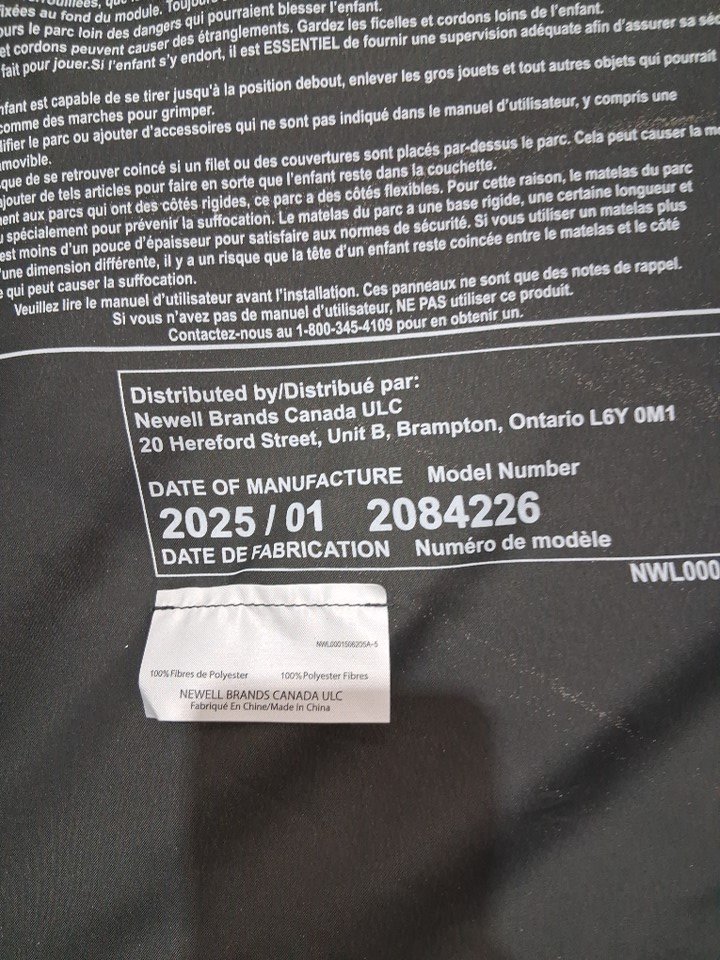 fixées au fond du module.
ours le parc loin des dangers qui pourraient blesser l'enfant.
et cordons peuvent causer des étranglements. Gardez les ficelles et cordons loins de l'enfant.
fait pour jouer.Si l'enfant s'y endort, il est ESSENTIEL de fournir une supervision adéquate afin d'assurer sa
nfant est capable de se tirer jusqu'à la position debout, enlever les gros jouets et tout autres objets qui pourrait
comme des marches pour grimper.
ifier le parc ou ajouter d'accessoires qui ne sont pas indiqué dans le manuel d'utilisateur, y compris une
movible.
que de se retrouver coincé si un filet ou des couvertures sont placés par-dessus le parc. Cela peut causer la
ajouter de tels articles pour faire en sorte que l'enfant reste dans la couchette.
ent aux parcs qui ont des côtés rigides, ce parc a des côtés flexibles. Pour cette raison, le matelas du parc
spécialement pour prévenir la suffocation. Le matelas du parc a une base rigide, une certaine longueur et
est moins d'un pouce d'épaisseur pour satisfaire aux normes de sécurité. Si vous utilisez un matelas plus
'une dimension différente, il y a un risque que la tête d'un enfant reste coincée entre le matelas et le côté
qui peut causer la suffocation.
Veuillez lire le manuel d'utilisateur avant l'installation. Ces panneaux ne sont que des notes de rappel.
Si vous n'avez pas de manuel d'utilisateur, NE PAS utiliser ce produit.
Contactez-nous au 1-800-345-4109 pour en obtenir un.
Distributed by/Distribué par:
Newell Brands Canada ULC
20 Hereford Street, Unit B, Brampton, Ontario L6Y 0M1
DATE OF MANUFACTURE Model Number
2025/01 2084226
DATE DE FABRICATION Numéro de modèle
NWL000
NWL0001506205A-5
100% Fibres de Polyester 100% Polyester Fibres
NEWELL BRANDS CANADA ULC
Fabriqué En Chine/Made in China